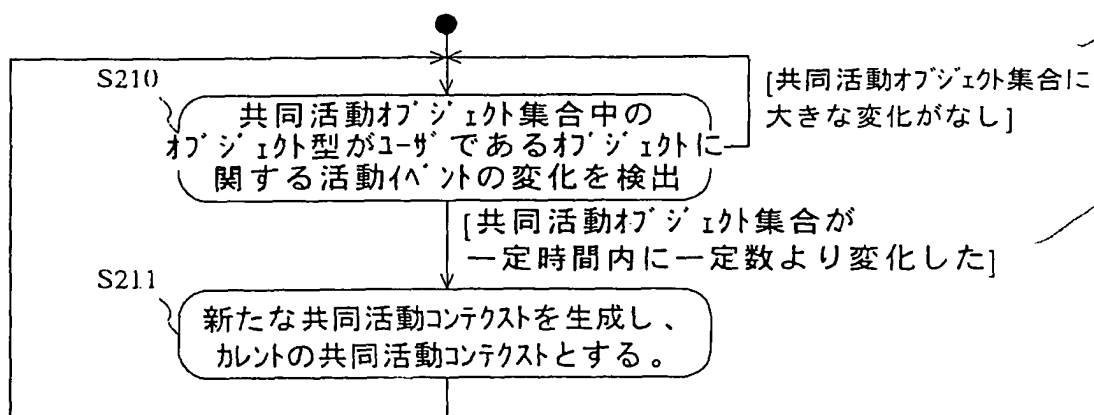 S210
共同活動ｵﾌﾞｼﾞｪｸﾄ集合中の
ｵﾌﾞｼﾞｪｸﾄ型がﾕｰｻﾞであるｵﾌﾞｼﾞｪｸﾄに
関する活動ｲﾍﾞﾝﾄの変化を検出
[共同活動ｵﾌﾞｼﾞｪｸﾄ集合に
大きな変化がなし]
[共同活動ｵﾌﾞｼﾞｪｸﾄ集合が
一定時間内に一定数より変化した]
S211
新たな共同活動ｺﾝﾃｸｽﾄを生成し、
ｶﾚﾝﾄの共同活動ｺﾝﾃｸｽﾄとする。